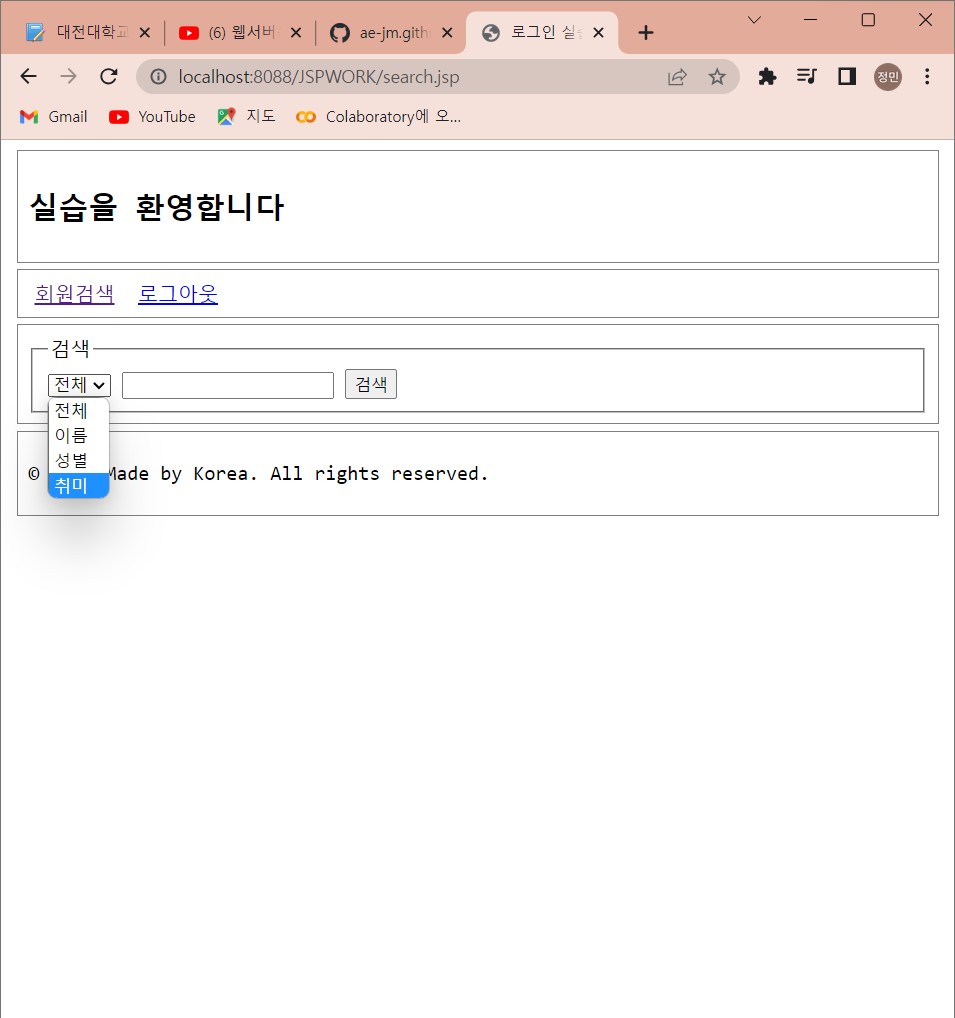 대전대학교
(6) 웹서버
ae-jm.gith
로그인 실습
localhost:8088/JSPWORK/search.jsp
정민
Gmail YouTube 지도 Colaboratory에 오...
실습을 환영합니다
회원검색 로그아웃
검색
전체 검색
전체
이름
성별
취미
© Made by Korea. All rights reserved.